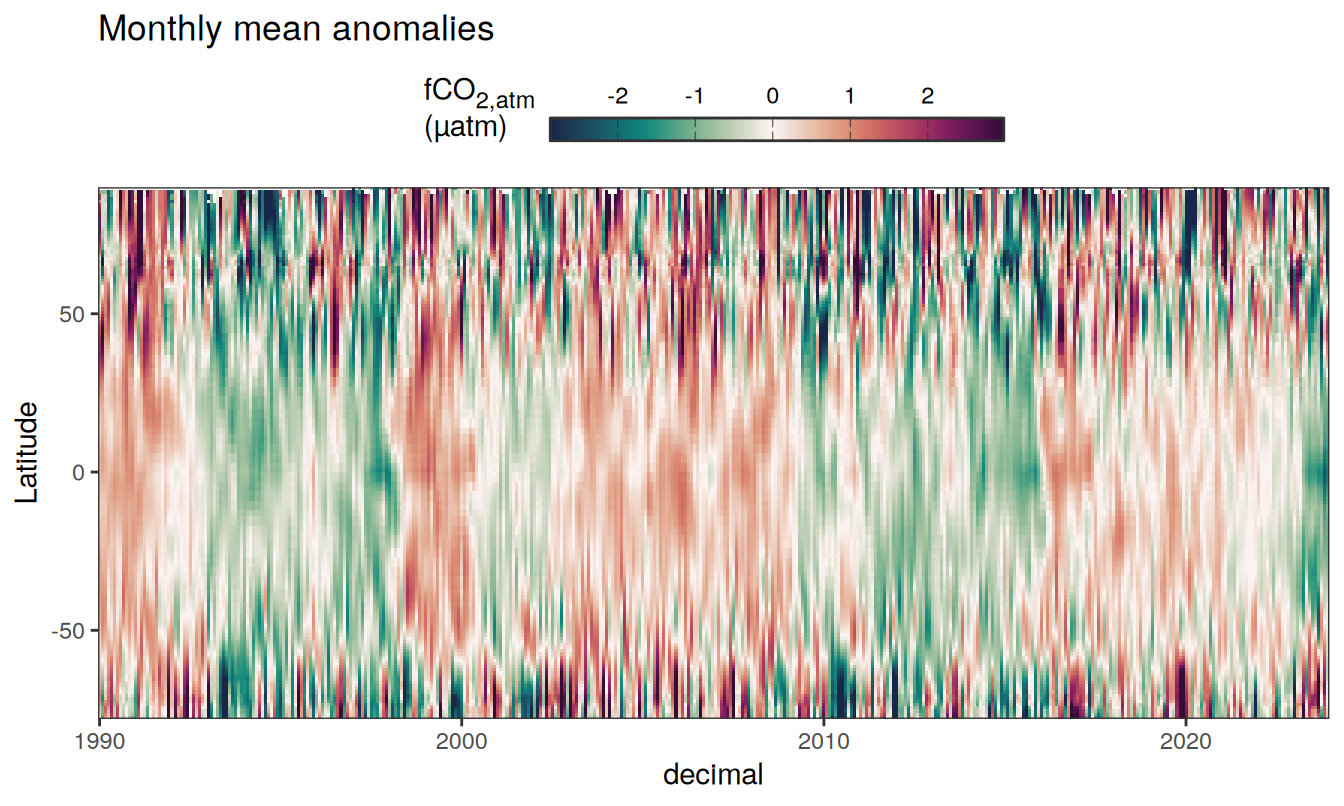 Monthly mean anomalies
fCO2,atm
(µatm)
-2 -1 0 1 2
Latitude
50
0
-50
1990 2000 2010 2020
decimal